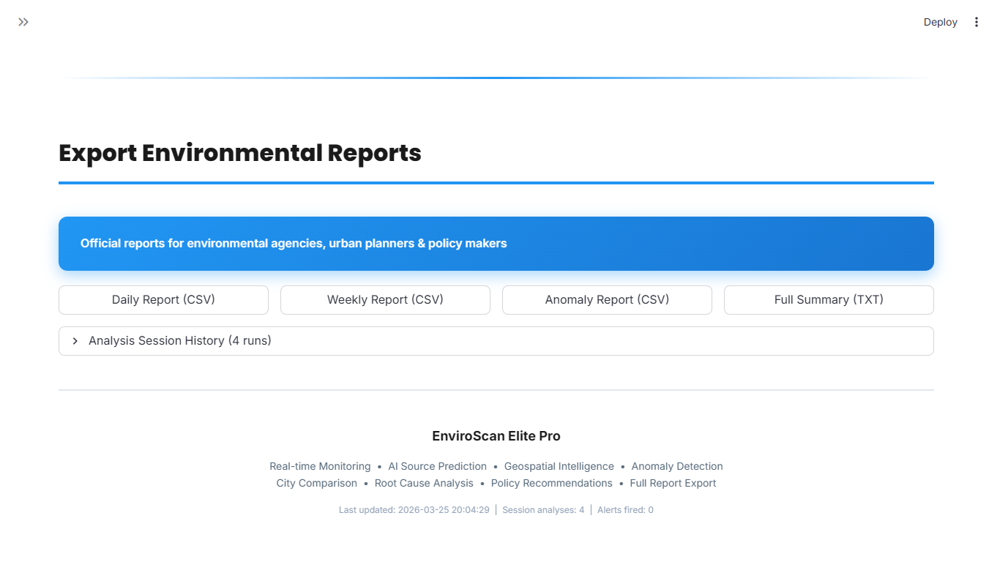 Deploy
Export Environmental Reports
Official reports for environmental agencies, urban planners & policy makers
Daily Report (CSV)
Weekly Report (CSV)
Anomaly Report (CSV)
Full Summary (TXT)
Analysis Session History (4 runs)
EnviroScan Elite Pro
Real-time Monitoring • AI Source Prediction • Geospatial Intelligence • Anomaly Detection
City Comparison • Root Cause Analysis • Policy Recommendations • Full Report Export
Last updated: 2026-03-25 20:04:29 | Session analyses: 4 | Alerts fired: 0